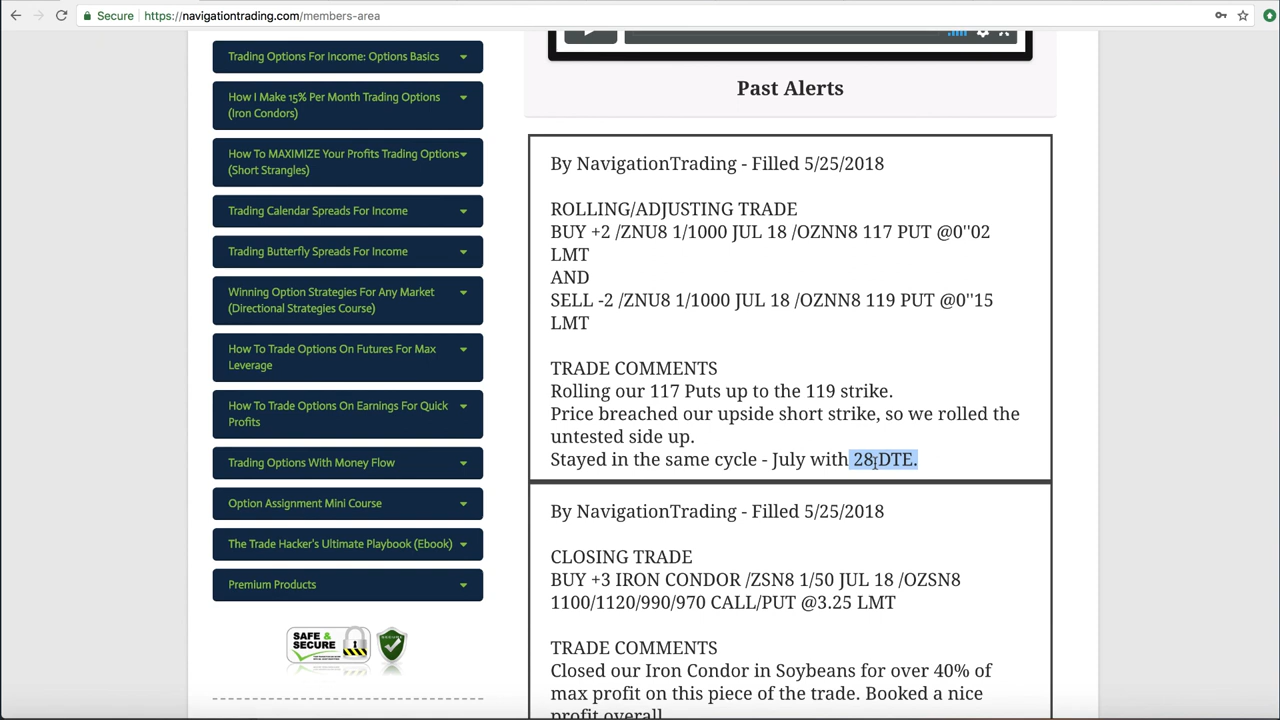 Secure
https://navigationtrading.com/members-area
Trading Options For Income: Options Basics
How I Make 15% Per Month Trading Options
(Iron Condors)
How To MAXIMIZE Your Profits Trading Options
(Short Strangles)
Trading Calendar Spreads For Income
Trading Butterfly Spreads For Income
Winning Option Strategies For Any Market
(Directional Strategies Course)
How To Trade Options On Futures For Max
Leverage
How To Trade Options On Earnings For Quick
Profits
Trading Options With Money Flow
Option Assignment Mini Course
The Trade Hacker's Ultimate Playbook (Ebook)
Premium Products
SAFE &
SECURE
Past Alerts
By NavigationTrading - Filled 5/25/2018
ROLLING/ADJUSTING TRADE
BUY +2 /ZNU8 1/1000 JUL 18 /OZNN8 117 PUT @0''02
LMT
AND
SELL -2 /ZNU8 1/1000 JUL 18 /OZNN8 119 PUT @0''15
LMT
TRADE COMMENTS
Rolling our 117 Puts up to the 119 strike.
Price breached our upside short strike, so we rolled the
untested side up.
Stayed in the same cycle - July with 28 DTE.
By NavigationTrading - Filled 5/25/2018
CLOSING TRADE
BUY +3 IRON CONDOR /ZSN8 1/50 JUL 18 /OZSN8
1100/1120/990/970 CALL/PUT @3.25 LMT
TRADE COMMENTS
Closed our Iron Condor in Soybeans for over 40% of
max profit on this piece of the trade. Booked a nice
profit overall